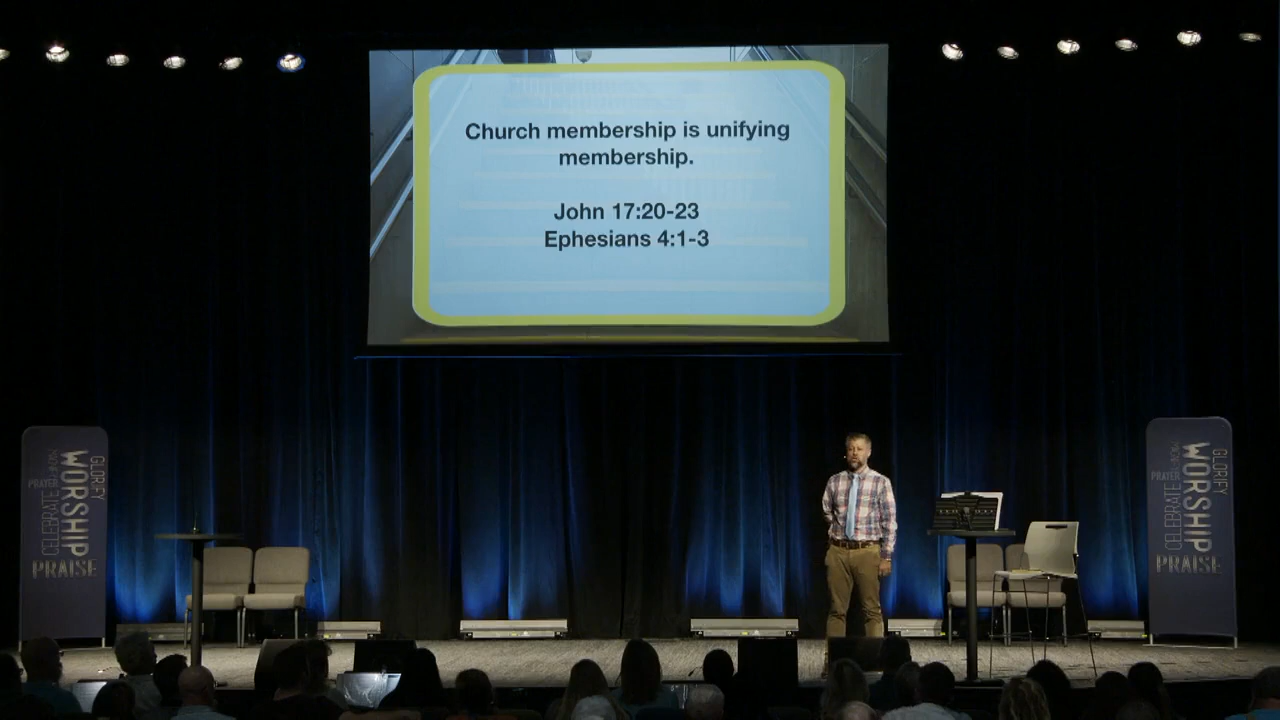 Church membership is unifying
membership.
John 17:20-23
Ephesians 4:1-3
GLORIFY
WORSHIP
PRAYER
CELEBRATE
PRAISE
GLORIFY
WORSHIP
PRAYER
CELEBRATE
PRAISE